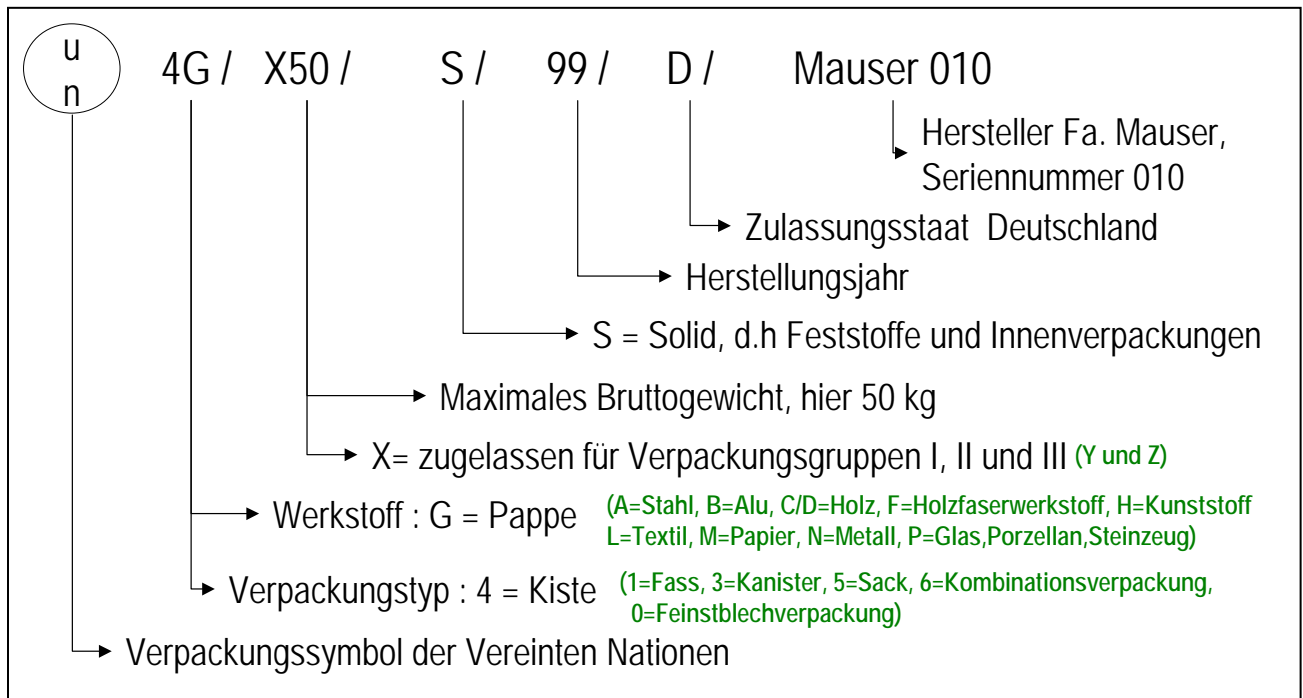 u
n
4G / X50 / S / 99 / D / Mauser 010
Hersteller Fa. Mauser,
Seriennummer 010
Zulassungsstaat Deutschland
Herstellungsjahr
S = Solid, d.h Feststoffe und Innenverpackungen
Maximales Bruttogewicht, hier 50 kg
X= zugelassen für Verpackungsgruppen I, II und III (Y und Z)
Werkstoff : G = Pappe (A=Stahl, B=Alu, C/D=Holz, F=Holzfaserwerkstoff, H=Kunststoff
L=Textil, M=Papier, N=Metall, P=Glas,Porzellan,Steinzeug)
Verpackungstyp : 4 = Kiste (1=Fass, 3=Kanister, 5=Sack, 6=Kombinationsverpackung,
0=Feinstblechverpackung)
Verpackungssymbol der Vereinten Nationen